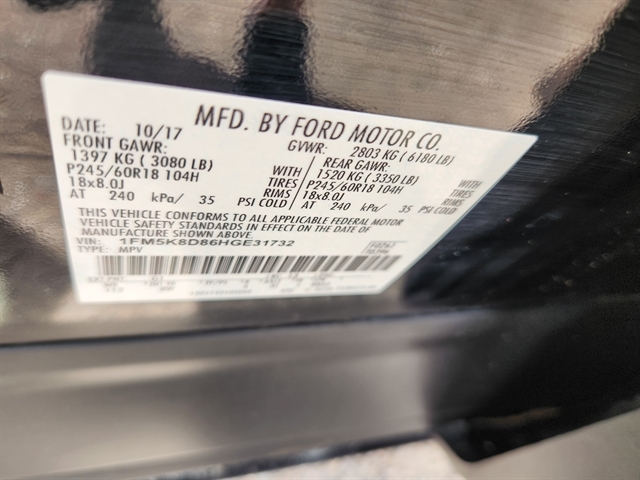 MFD. BY FORD MOTOR CO.
DATE: 10/17 GVWR: 2803 KG ( 6180 LB)
FRONT GAWR: REAR GAWR:
1397 KG ( 3080 LB) 1520 KG ( 3350 LB)
P245/60R18 104H WITH TIRES P245/60R18 104H WITH TIRES
18x8.0J RIMS 18x8.0J RIMS
AT 240 kPa/ 35 PSI COLD AT 240 kPa/ 35 PSI COLD
THIS VEHICLE CONFORMS TO ALL APPLICABLE FEDERAL MOTOR
VEHICLE SAFETY STANDARDS IN EFFECT ON THE DATE OF
MANUFACTURE SHOWN ABOVE.
VIN: 1FM5K8D86HGE31732
TYPE: MPV
EXT PNT: